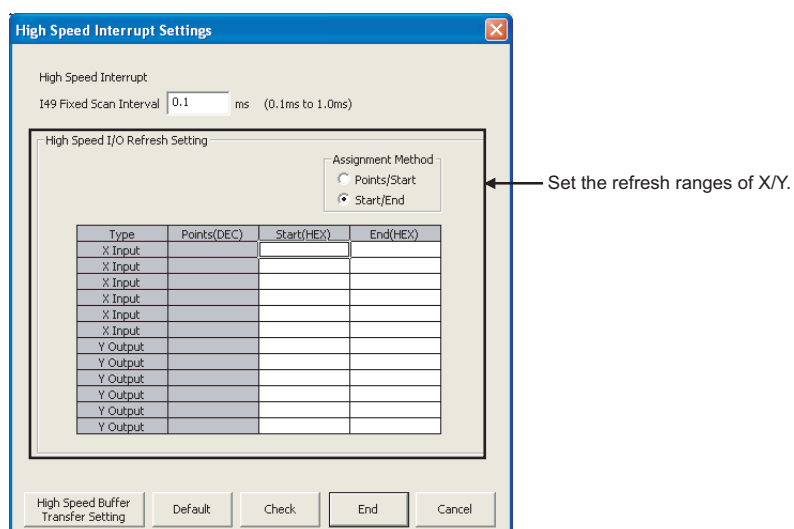 High Speed Interrupt Settings
High Speed Interrupt
I49 Fixed Scan Interval 0.1 ms (0.1ms to 1.0ms)
High Speed I/O Refresh Setting
Assignment Method
Points/Start
Start/End
Set the refresh ranges of X/Y.
Type Points(DEC) Start(HEX) End(HEX)
X Input
X Input
X Input
X Input
X Input
X Input
Y Output
Y Output
Y Output
Y Output
Y Output
Y Output
High Speed Buffer
Transfer Setting
Default
Check
End
Cancel